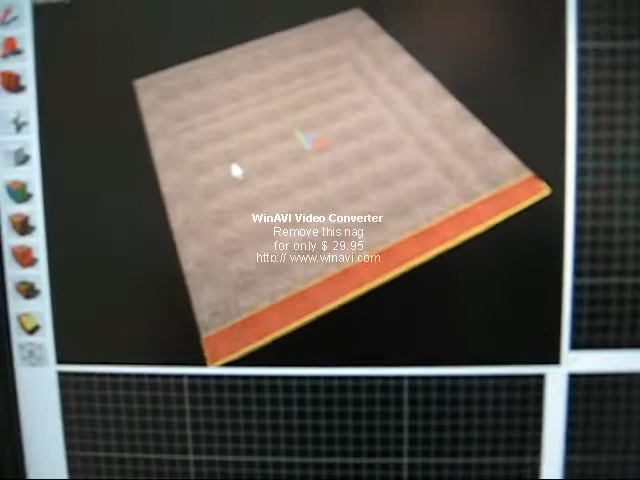 WinAVI Video Converter
Remove this nag
for only $ 29.95
http:// www.winavi.com